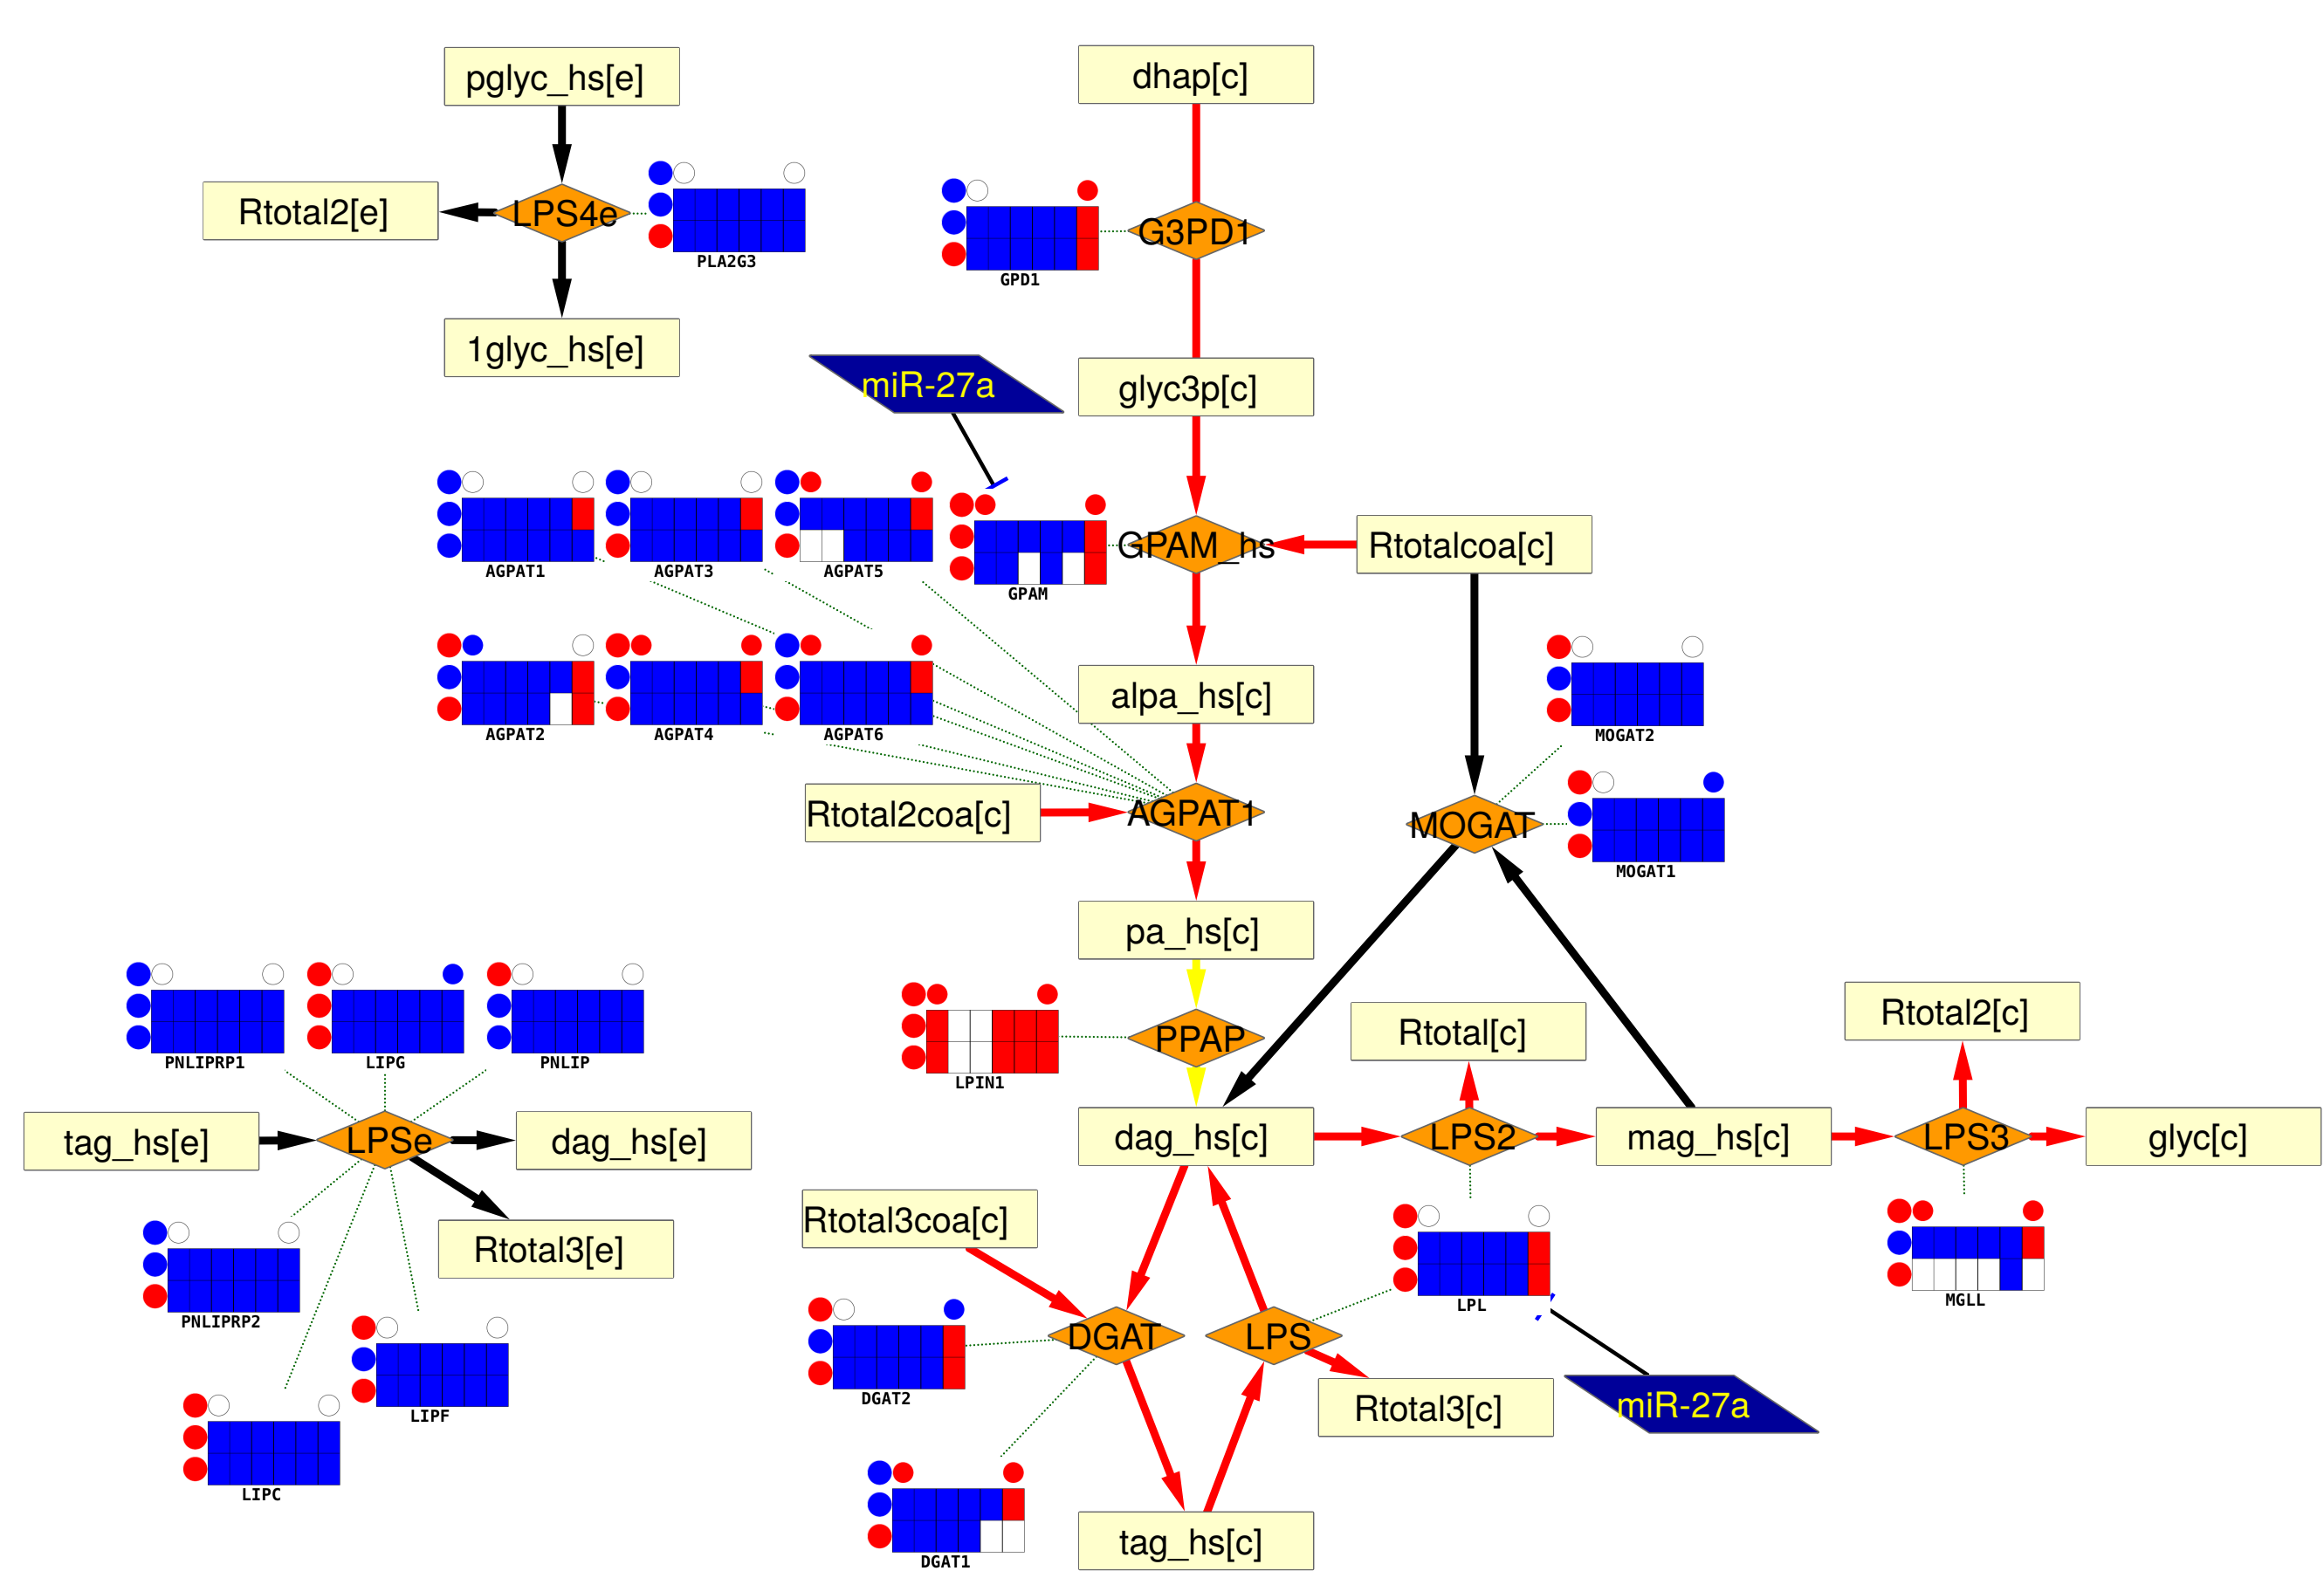 pglyc_hs[e]
dhap[c]
Rtotal2[e]
LPS4e
PLA2G3
G3PD1
GPD1
1glyc_hs[e]
miR-27a
glyc3p[c]
AGPAT1
AGPAT3
AGPAT5
GPAM
GPAM_hs
Rtotalcoa[c]
alpa_hs[c]
AGPAT2
AGPAT4
AGPAT6
MOGAT2
Rtotal2coa[c]
AGPAT1
MOGAT
MOGAT1
pa_hs[c]
PNLIPRP1
LIPG
PNLIP
LPIN1
PPAP
Rtotal[c]
Rtotal2[c]
tag_hs[e]
LPSe
dag_hs[e]
dag_hs[c]
LPS2
mag_hs[c]
LPS3
glyc[c]
Rtotal3[e]
Rtotal3coa[c]
PNLIPRP2
LPL
MGLL
DGAT
LPS
DGAT2
LIPF
Rtotal3[c]
miR-27a
LIPC
DGAT1
tag_hs[c]